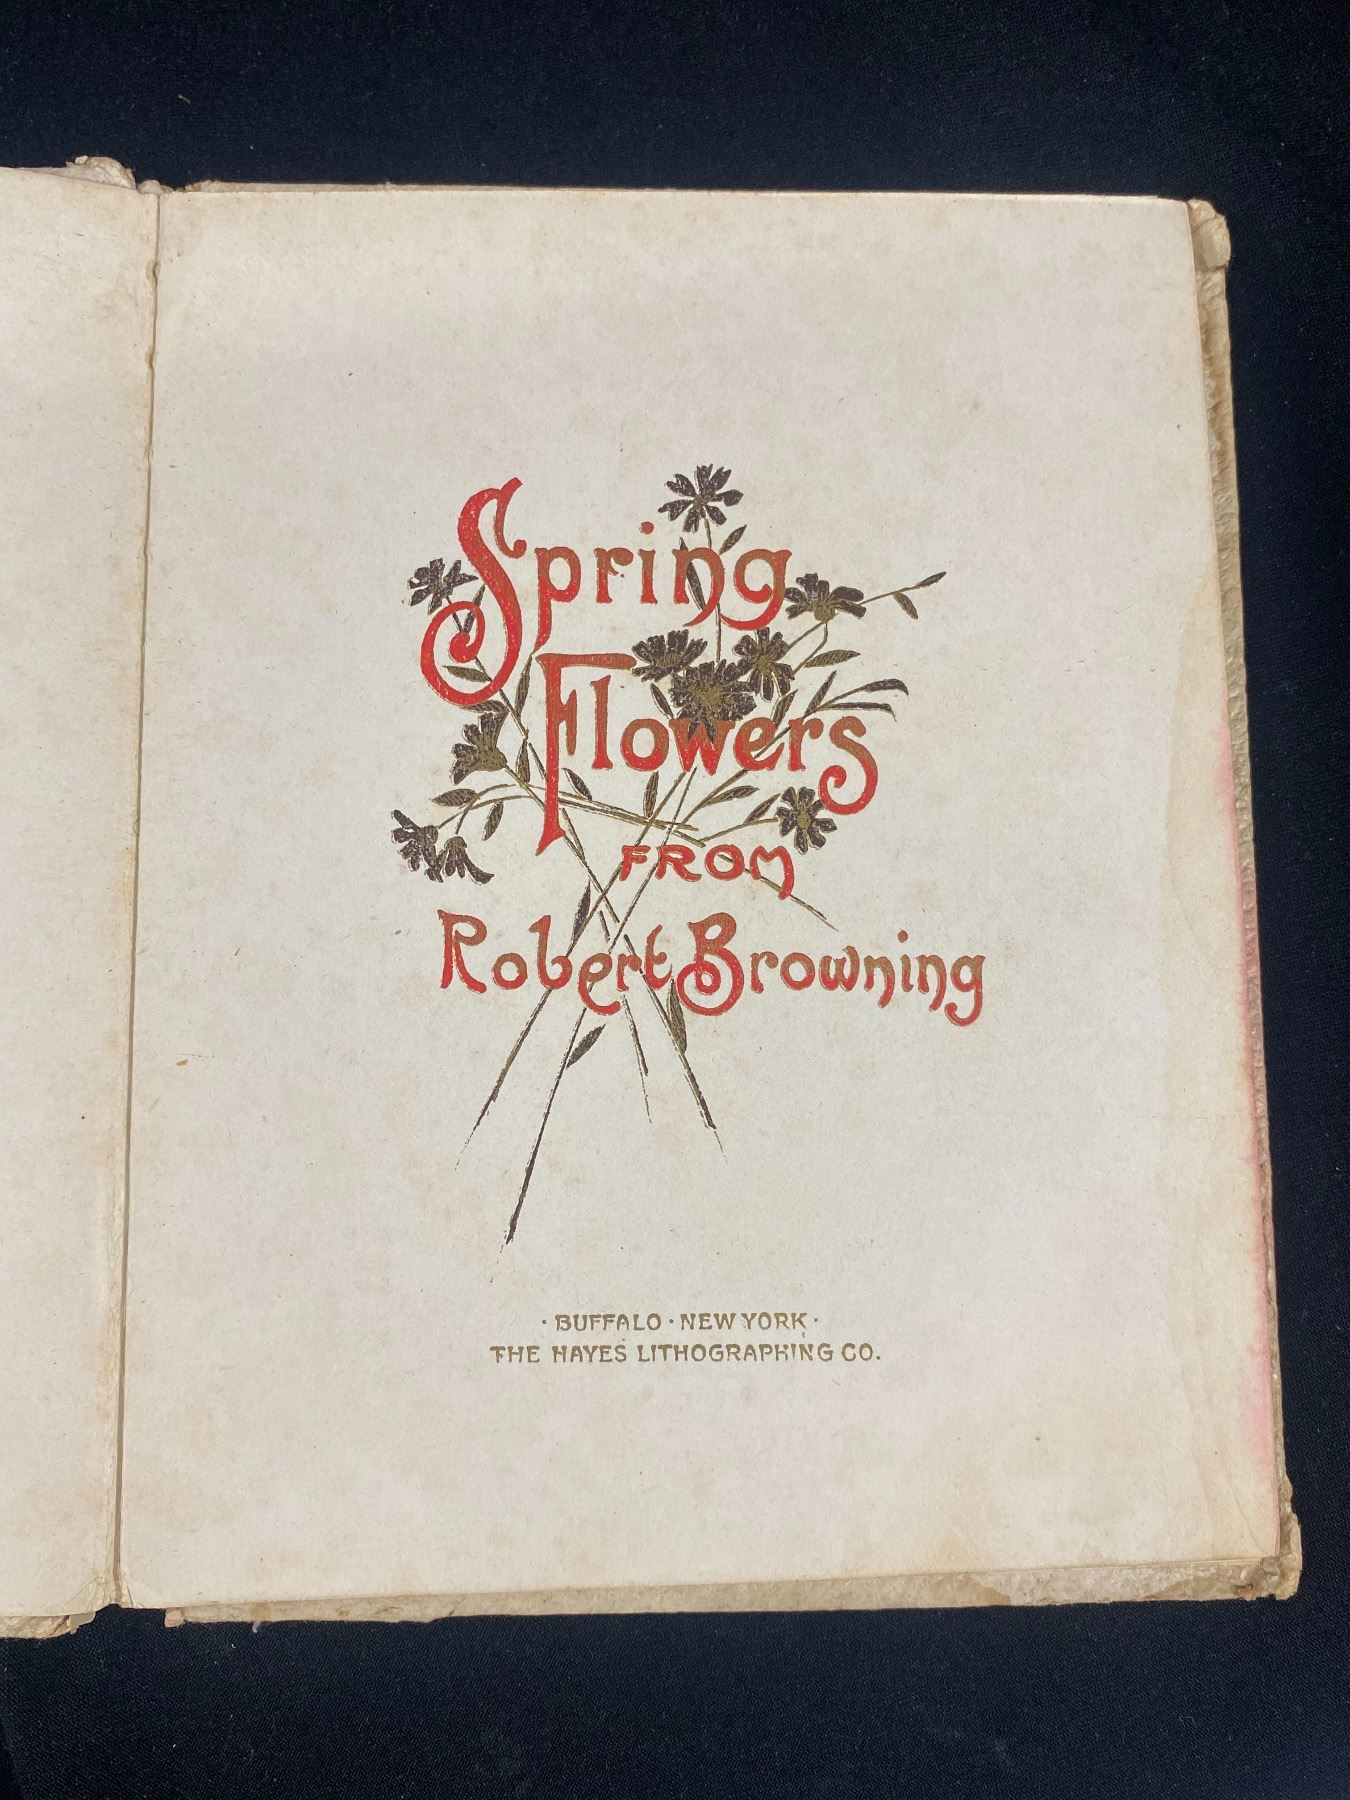 Spring
Flowers
FROM
Robert Browning
· BUFFALO · NEW YORK ·
THE HAYES LITHOGRAPHING CO.